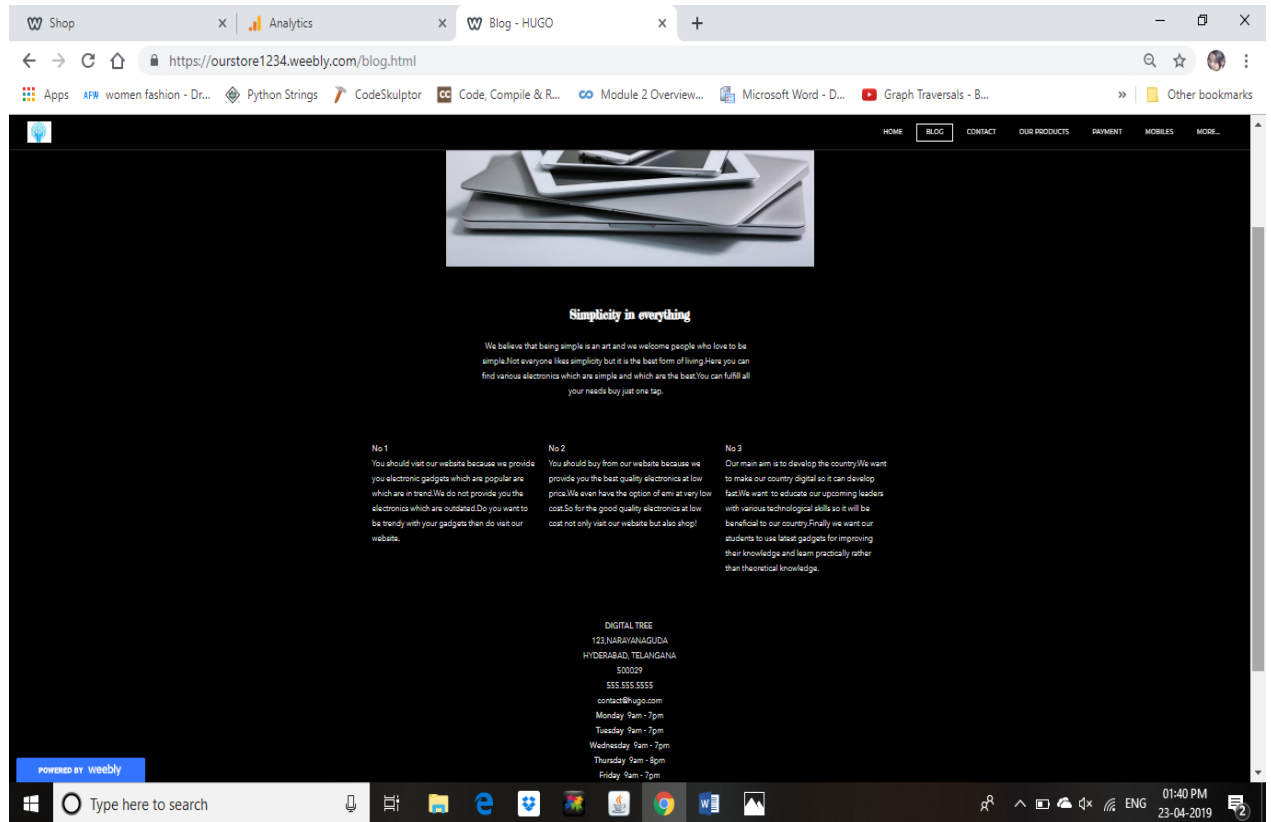 Shop
Analytics
Blog - HUGO
https://ourstore1234.weebly.com/blog.html
Apps
AFW women fashion - Dr...
Python Strings
CodeSkulptor
CC Code, Compile & R...
Module 2 Overview...
Microsoft Word - D...
Graph Traversals - B...
»
Other bookmarks
HOME BLOG CONTACT OUR PRODUCTS PAYMENT MOBILES MORE...
Simplicity in everything
We believe that being simple is an art and we welcome people who love to be
simple.Not everyone likes simplicity but it is the best form of living.Here you can
find various electronics which are simple and which are the best.You can fulfill all
your needs buy just one tap.
No 1
You should visit our website because we provide
you electronic gadgets which are popular are
which are in trend.We do not provide you the
electronics which are outdated.Do you want to
be trendy with your gadgets then do visit our
website.
No 2
You should buy from our website because we
provide you the best quality electronics at low
price.We even have the option of emi at very low
cost.So for the good quality electronics at low
cost not only visit our website but also shop!
No 3
Our main aim is to develop the country.We want
to make our country digital so it can develop
fast.We want to educate our upcoming leaders
with various technological skills so it will be
beneficial to our country.Finally we want our
students to use latest gadgets for improving
their knowledge and learn practically rather
than theoretical knowledge.
DIGITAL TREE
123,NARAYANAGUDA
HYDERABAD, TELANGANA
500029
555.555.5555
contact@hugo.com
Monday 9am - 7pm
Tuesday 9am - 7pm
Wednesday 9am - 7pm
Thursday 9am - 8pm
Friday 9am - 7pm
POWERED BY weebly
Type here to search
ENG
01:40 PM
23-04-2019
2